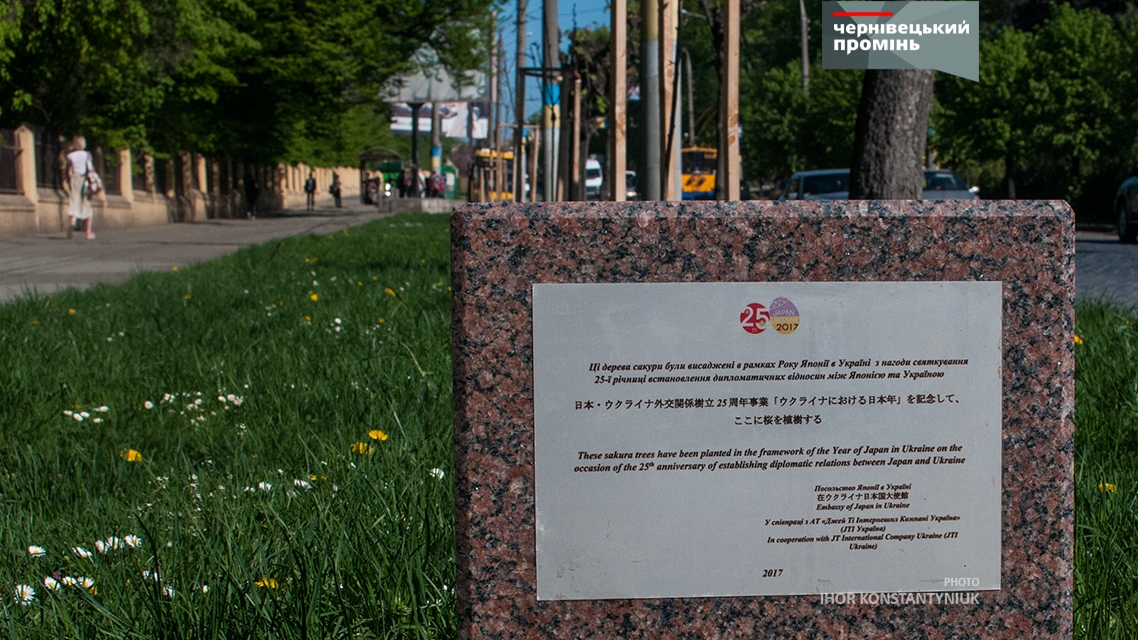 чернівецький
промінь
25
JAPAN
2017
Ці дерева сакури були висаджені в рамках Року Японії в Україні з нагоди святкування
25-ї річниці встановлення дипломатичних відносин між Японією та Україною
日本・ウクライナ外交関係樹立 25 周年事業「ウクライナにおける日本年」を記念して、
ここに桜を植樹する
These sakura trees have been planted in the framework of the Year of Japan in Ukraine on the
occasion of the 25th anniversary of establishing diplomatic relations between Japan and Ukraine
Посольство Японії в Україні
在ウクライナ日本国大使館
Embassy of Japan in Ukraine
У співпраці з АТ «Джей Ті Інтернешнл Компані Україна»
(JTI Україна)
In cooperation with JT International Company Ukraine (JTI
Ukraine)
2017
PHOTO
IHOR KONSTANTYNIUK